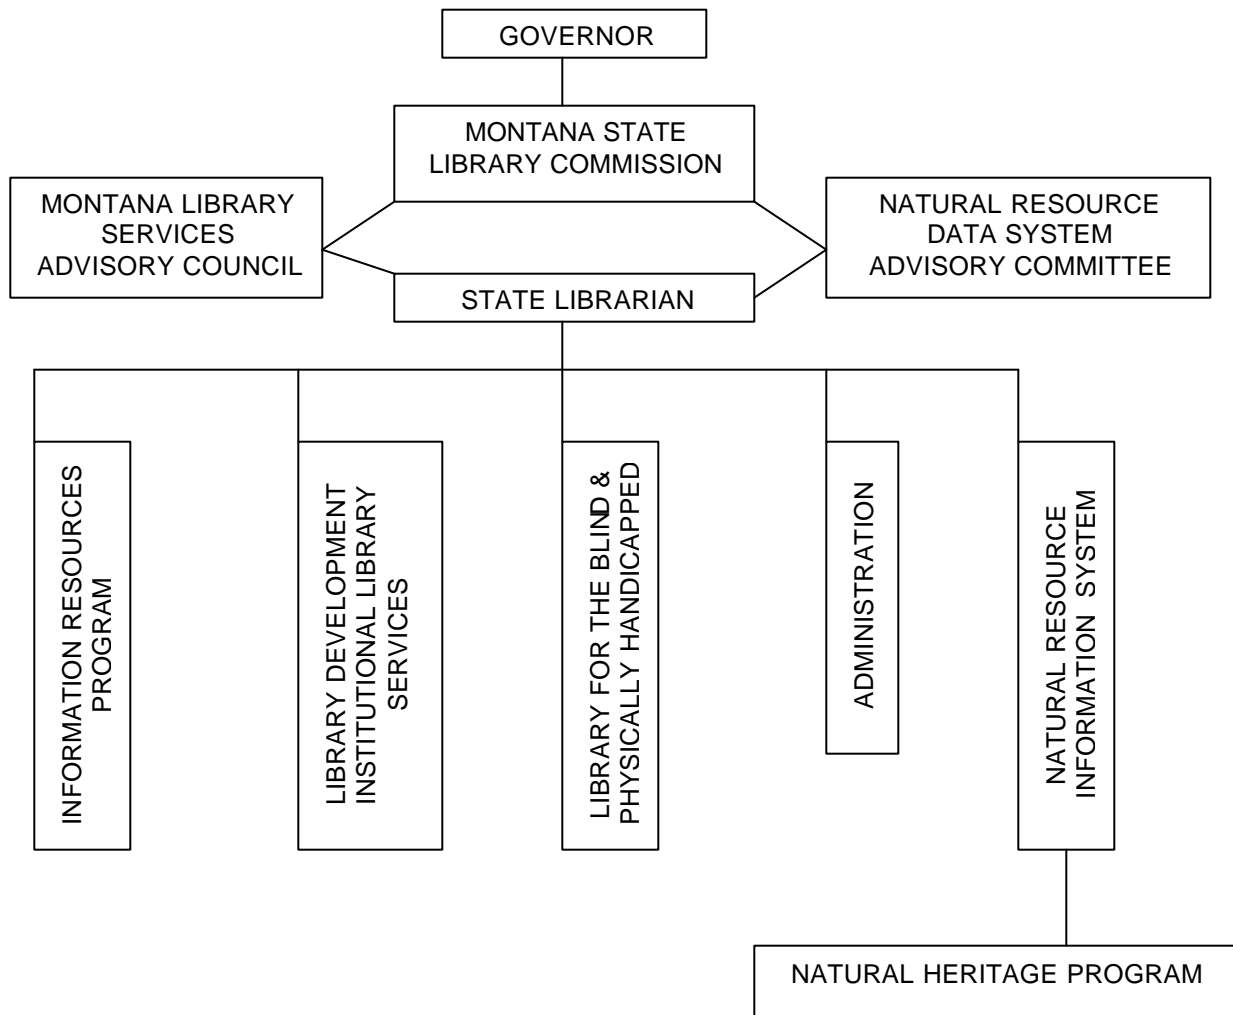 GOVERNOR
MONTANA STATE
LIBRARY COMMISSION
MONTANA LIBRARY
SERVICES
ADVISORY COUNCIL
NATURAL RESOURCE
DATA SYSTEM
ADVISORY COMMITTEE
STATE LIBRARIAN
INFORMATION RESOURCES
PROGRAM
LIBRARY DEVELOPMENT
INSTITUTIONAL LIBRARY
SERVICES
LIBRARY FOR THE BLIND &
PHYSICALLY HANDICAPPED
ADMINISTRATION
NATURAL RESOURCE
INFORMATION SYSTEM
NATURAL HERITAGE PROGRAM